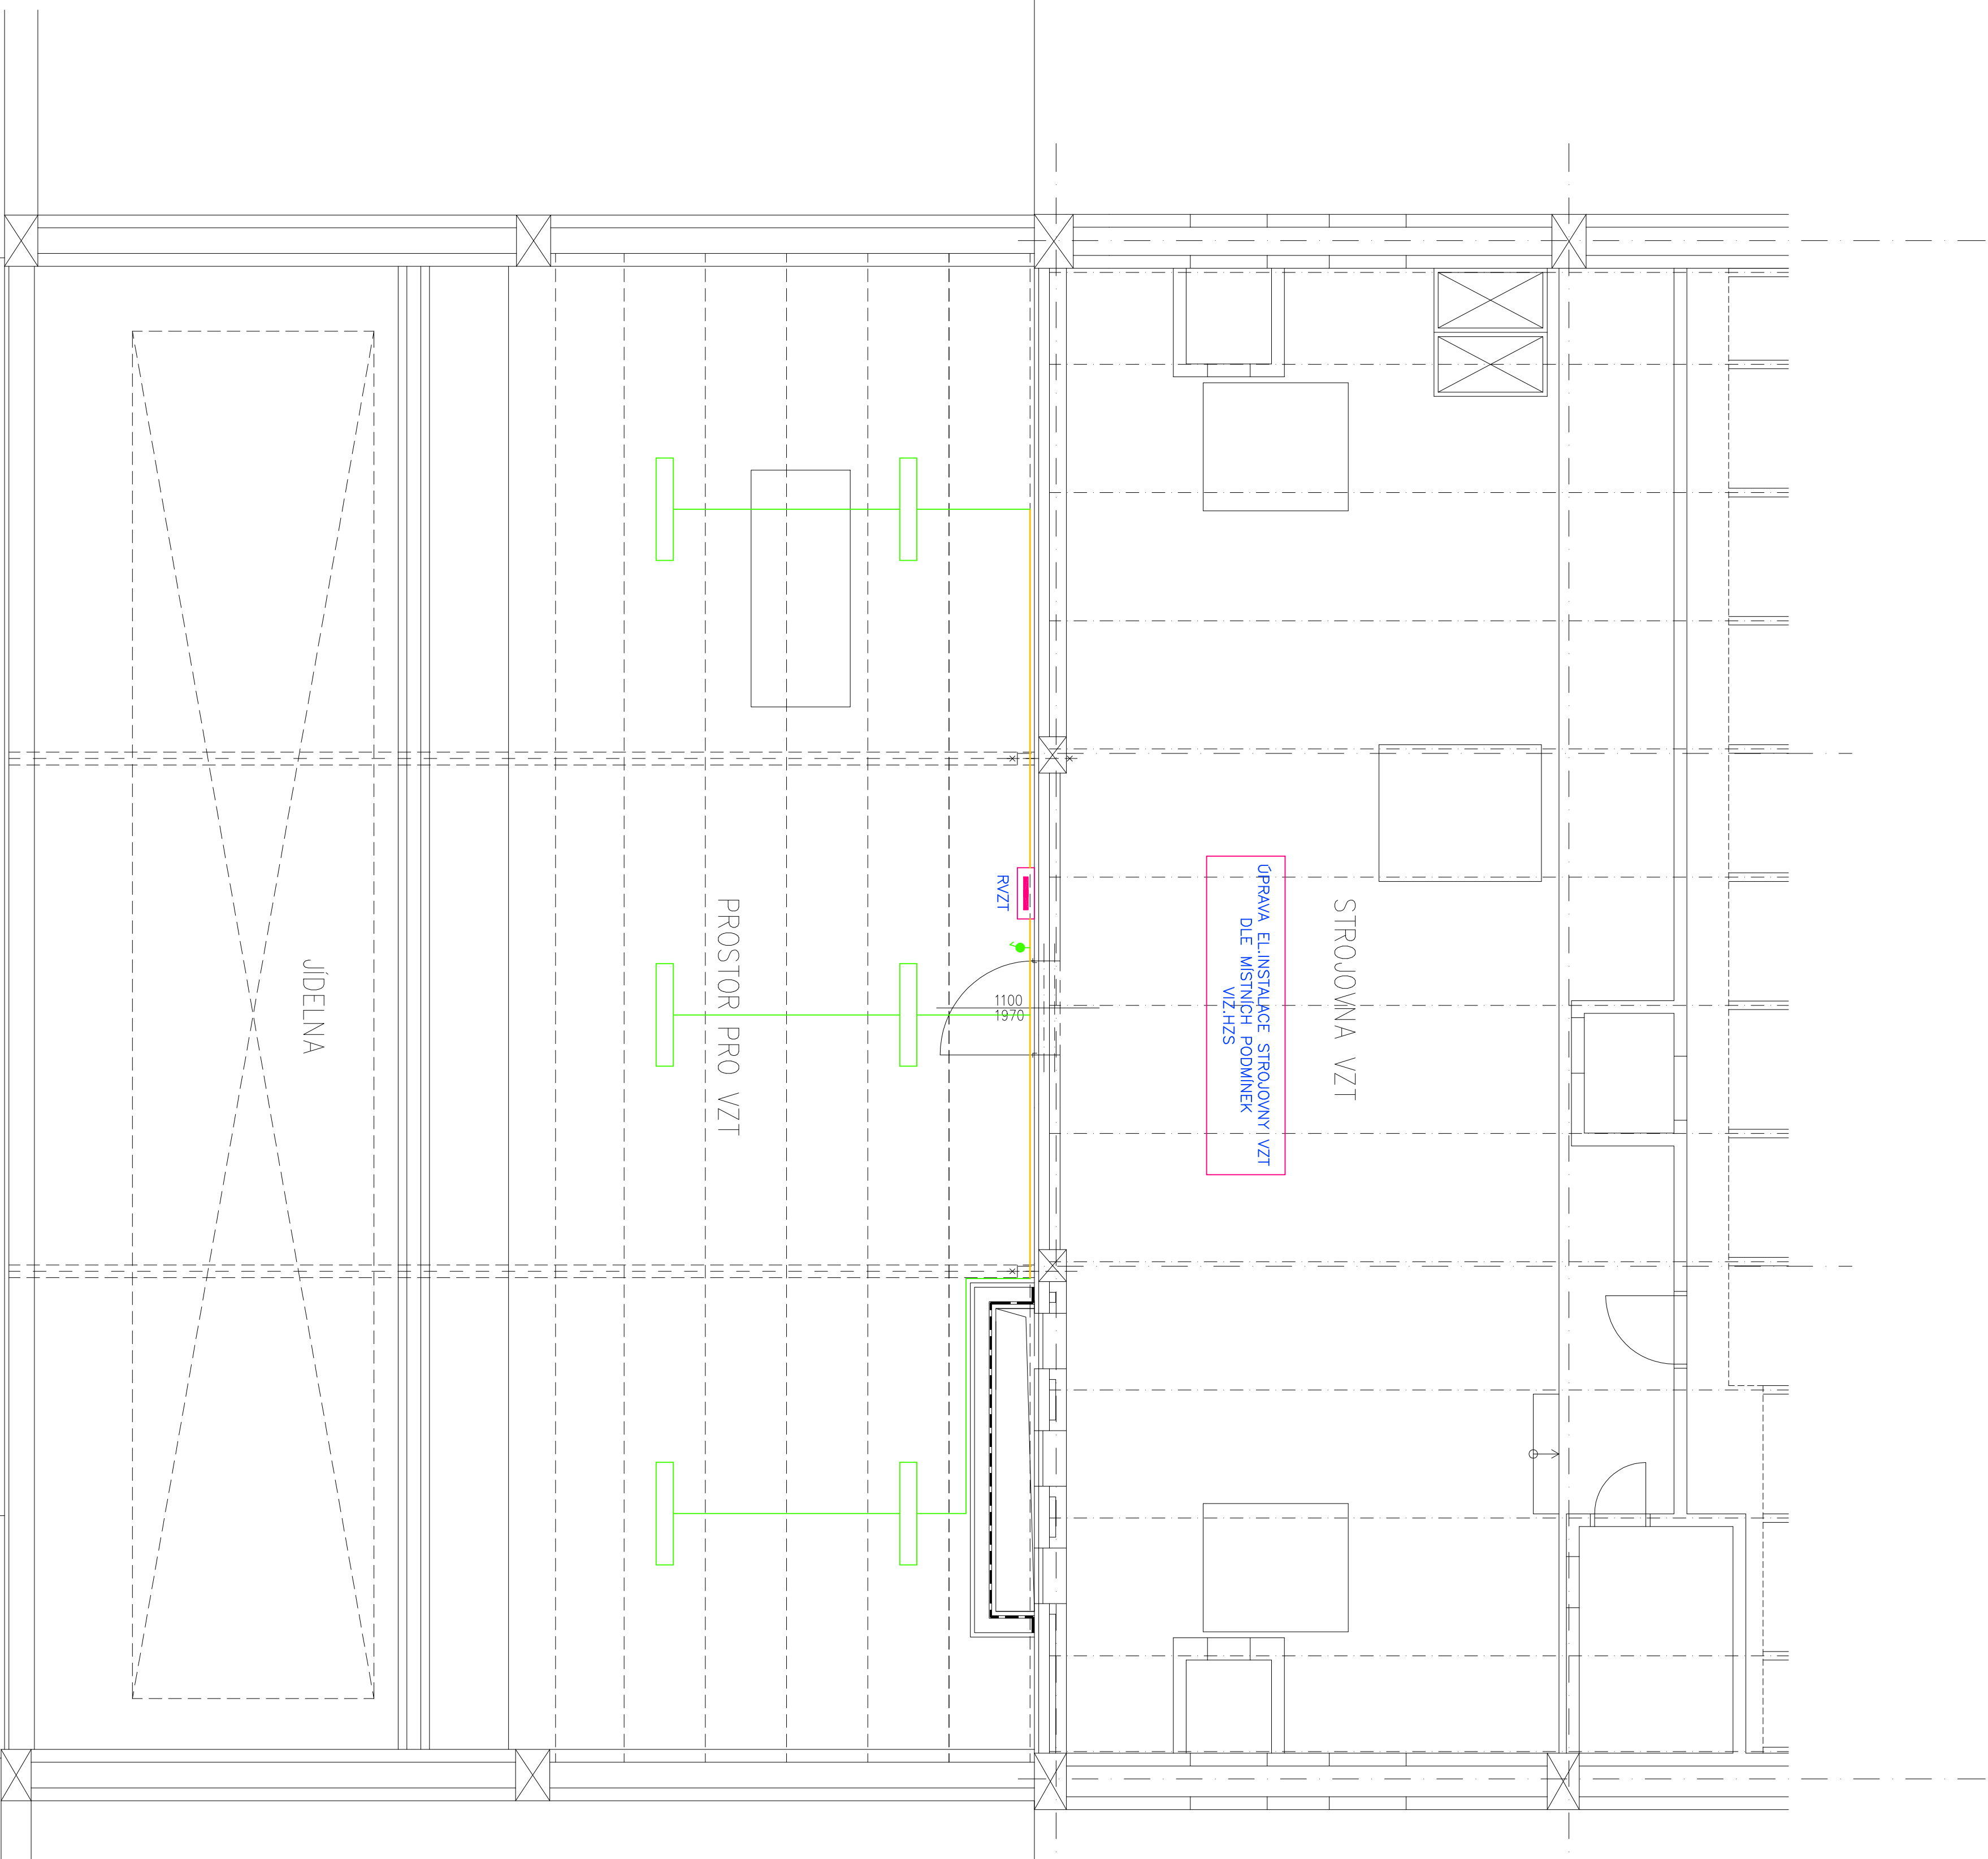 JÍDELNA
PROSTOR PRO VZT
RVZT
1100
1970
ÚPRAVA EL.INSTALACE STROJOVNY VZT
DLE MÍSTNÍCH PODMÍNEK
VIZ.HZS
STROJOVNA VZT